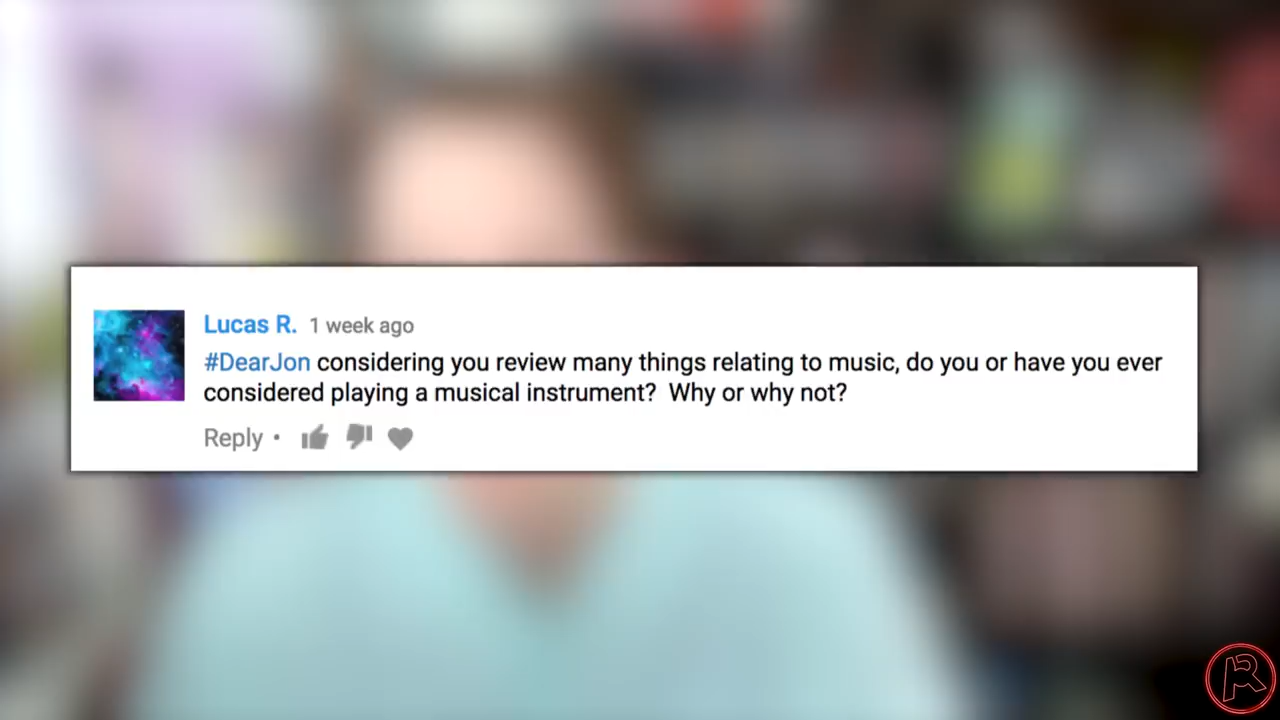 Lucas R. 1 week ago
#DearJon considering you review many things relating to music, do you or have you ever
considered playing a musical instrument?  Why or why not?
Reply •